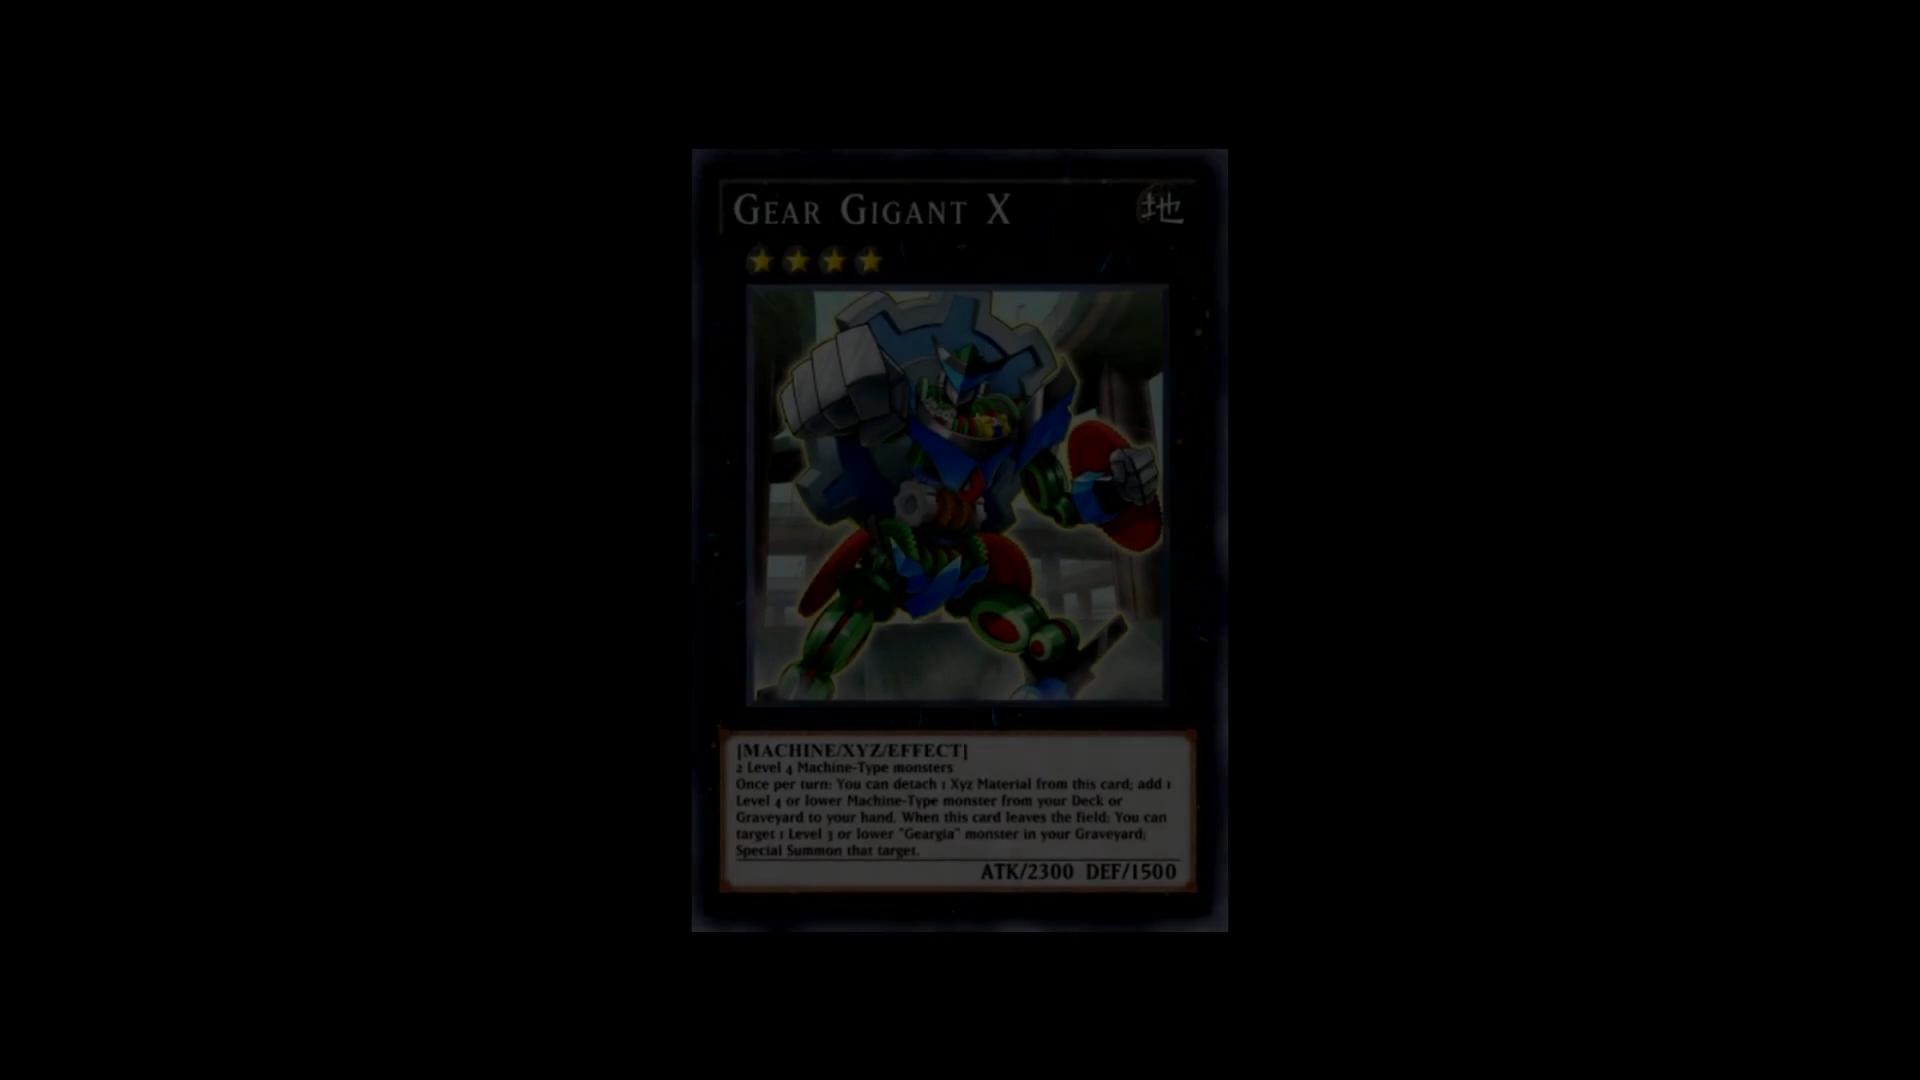 GEAR GIGANT X
地
[MACHINE/XYZ/EFFECT]
2 Level 4 Machine-Type monsters
Once per turn: You can detach 1 Xyz Material from this card; add 1
Level 4 or lower Machine-Type monster from your Deck or
Graveyard to your hand. When this card leaves the field: You can
target 1 Level 3 or lower "Geargia" monster in your Graveyard;
Special Summon that target.
ATK/2300 DEF/1500